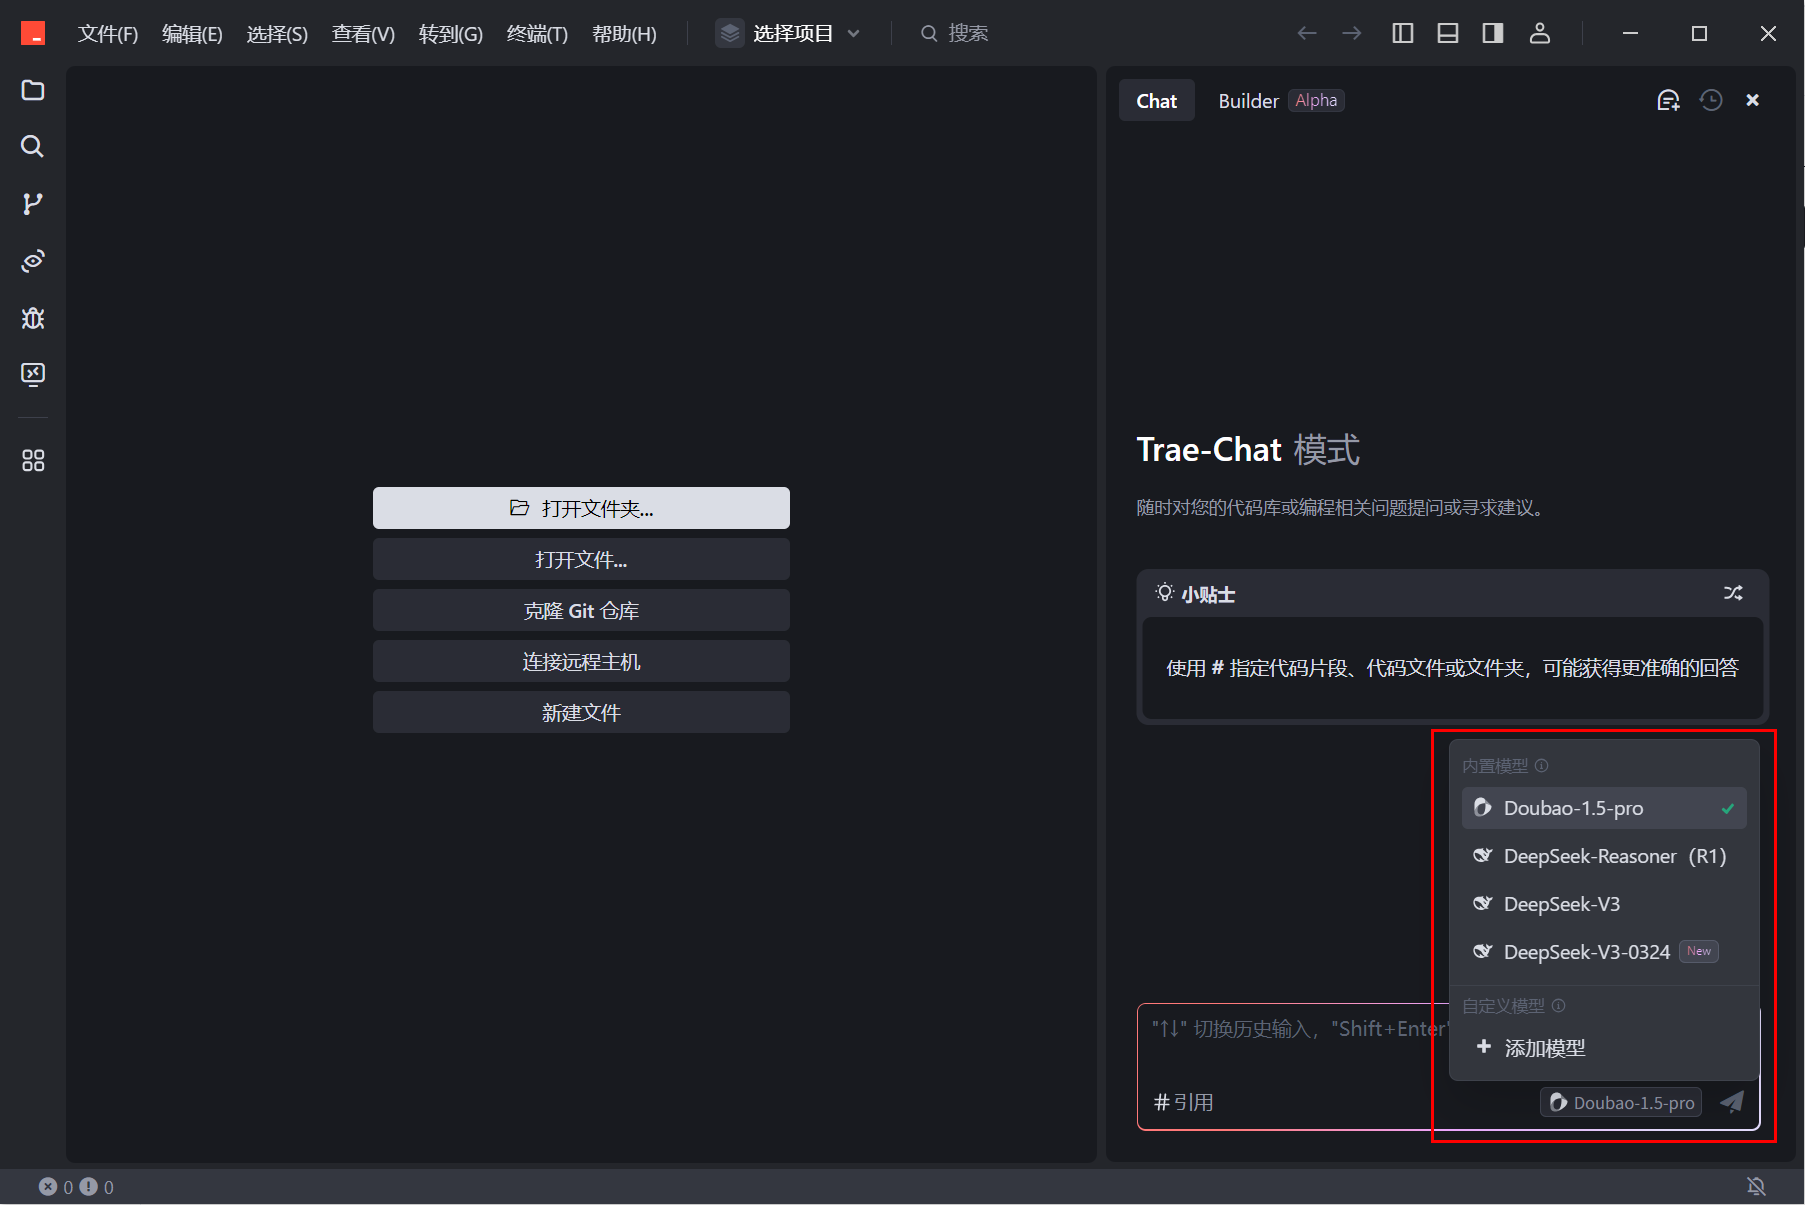 文件(F) 编辑(E) 选择(S) 查看(V) 转到(G) 终端(T) 帮助(H) 选择项目 搜索
Chat Builder Alpha
Trae-Chat 模式
随时对您的代码库或编程相关问题提问或寻求建议。
打开文件夹...
打开文件...
克隆 Git 仓库
连接远程主机
新建文件
小贴士
使用 # 指定代码片段、代码文件或文件夹，可能获得更准确的回答
内置模型
Doubao-1.5-pro
DeepSeek-Reasoner（R1）
DeepSeek-V3
DeepSeek-V3-0324 New
自定义模型
+ 添加模型
"↑↓" 切换历史输入，"Shift+Enter"
#引用 Doubao-1.5-pro
0 0